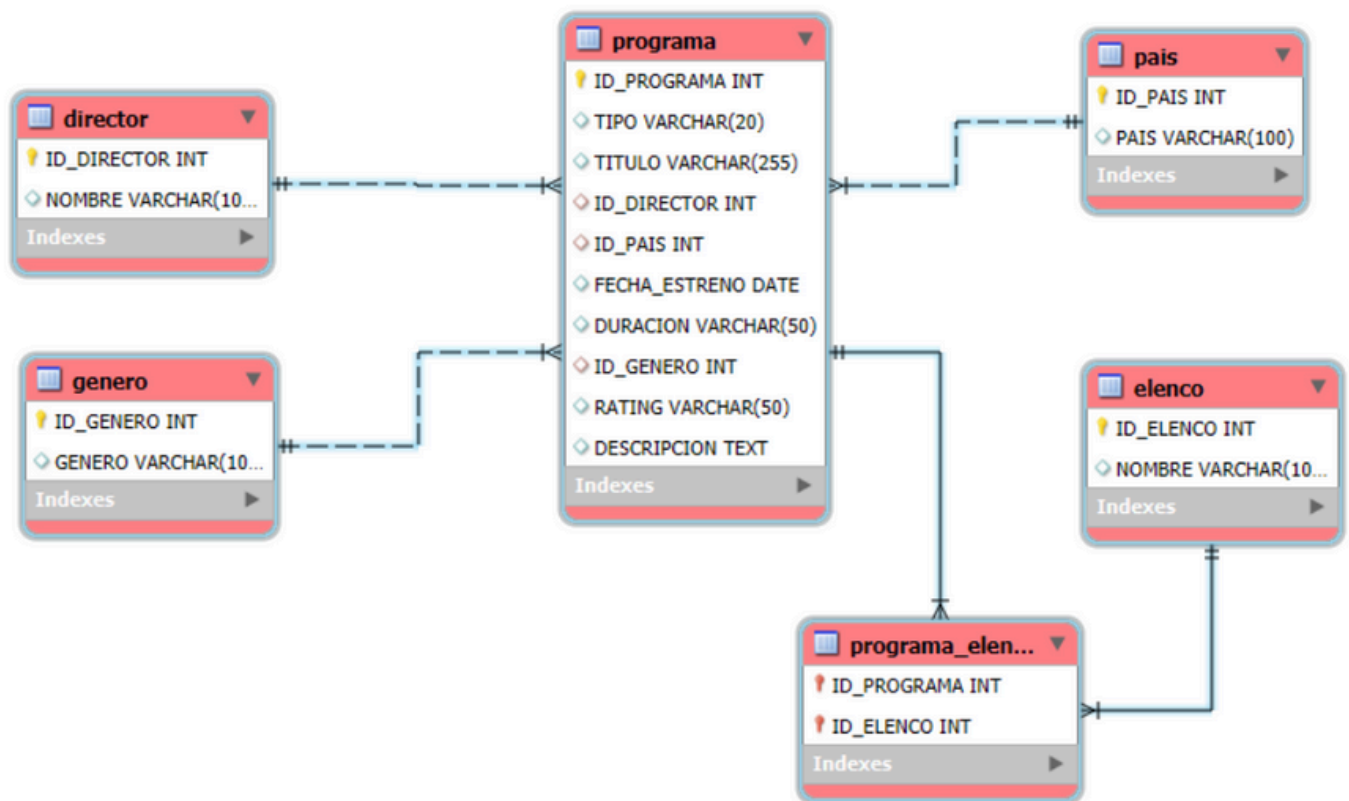 director
ID_DIRECTOR INT
NOMBRE VARCHAR(10...
Indexes
genero
ID_GENERO INT
GENERO VARCHAR(10...
Indexes
programa
ID_PROGRAMA INT
TIPO VARCHAR(20)
TITULO VARCHAR(255)
ID_DIRECTOR INT
ID_PAIS INT
FECHA_ESTRENO DATE
DURACION VARCHAR(50)
ID_GENERO INT
RATING VARCHAR(50)
DESCRIPCION TEXT
Indexes
pais
ID_PAIS INT
PAIS VARCHAR(100)
Indexes
elenco
ID_ELENCO INT
NOMBRE VARCHAR(10...
Indexes
programa_elen...
ID_PROGRAMA INT
ID_ELENCO INT
Indexes